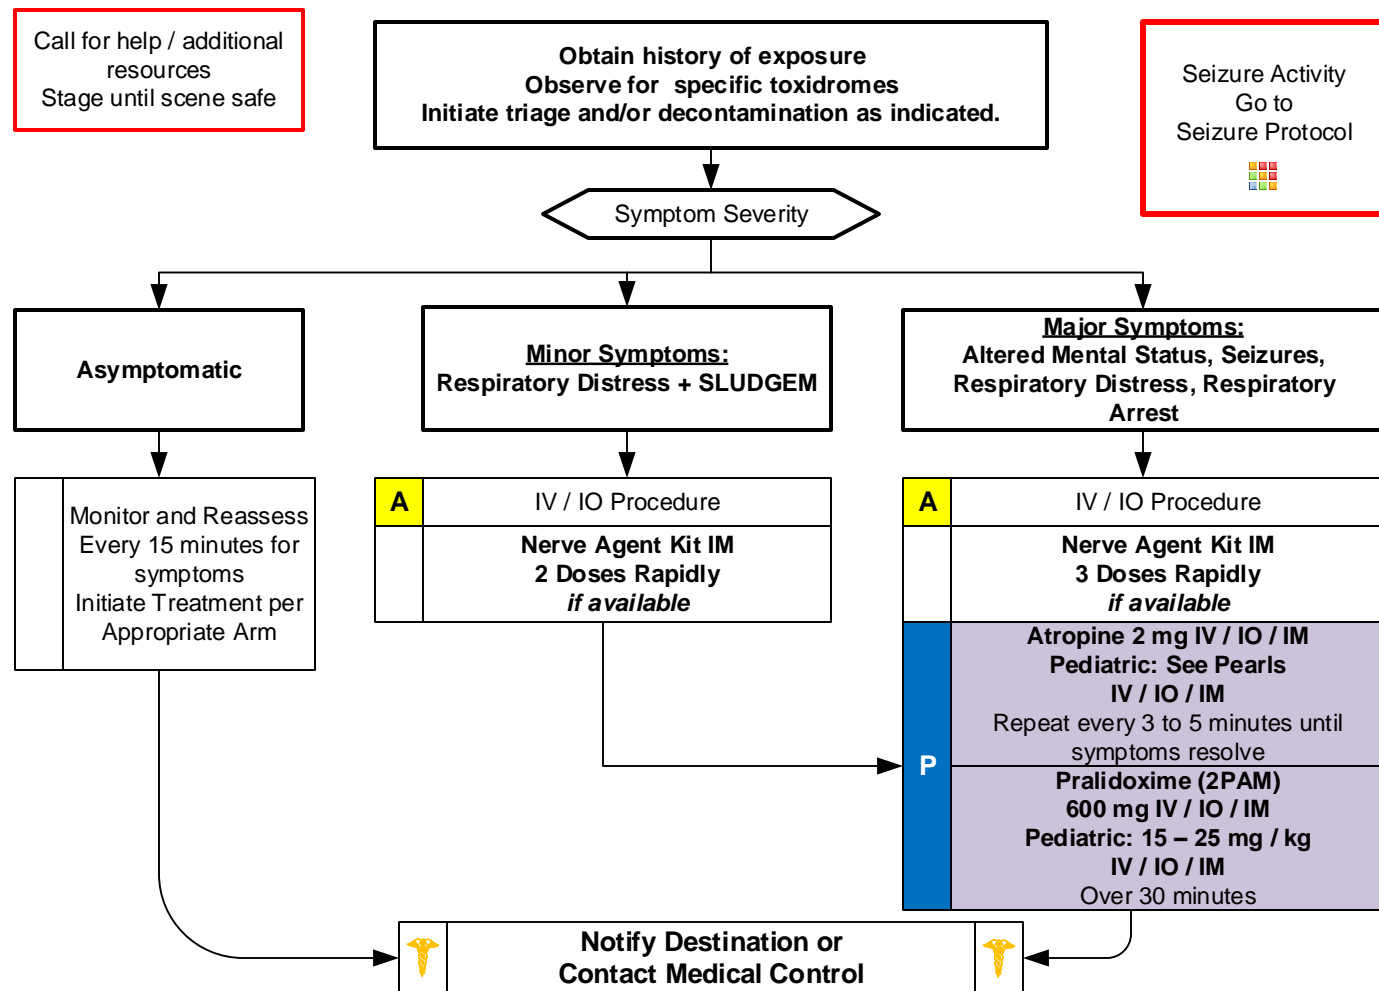 Call for help / additional
resources
Stage until scene safe
Obtain history of exposure
Observe for specific toxidromes
Initiate triage and/or decontamination as indicated.
Seizure Activity
Go to
Seizure Protocol
Symptom Severity
Asymptomatic
Minor Symptoms:
Respiratory Distress + SLUDGEM
Major Symptoms:
Altered Mental Status, Seizures,
Respiratory Distress, Respiratory
Arrest
Monitor and Reassess
Every 15 minutes for
symptoms
Initiate Treatment per
Appropriate Arm
A
IV / IO Procedure
Nerve Agent Kit IM
2 Doses Rapidly
if available
A
IV / IO Procedure
Nerve Agent Kit IM
3 Doses Rapidly
if available
P
Atropine 2 mg IV / IO / IM
Pediatric: See Pearls
IV / IO / IM
Repeat every 3 to 5 minutes until
symptoms resolve
Pralidoxime (2PAM)
600 mg IV / IO / IM
Pediatric: 15 – 25 mg / kg
IV / IO / IM
Over 30 minutes
Notify Destination or
Contact Medical Control